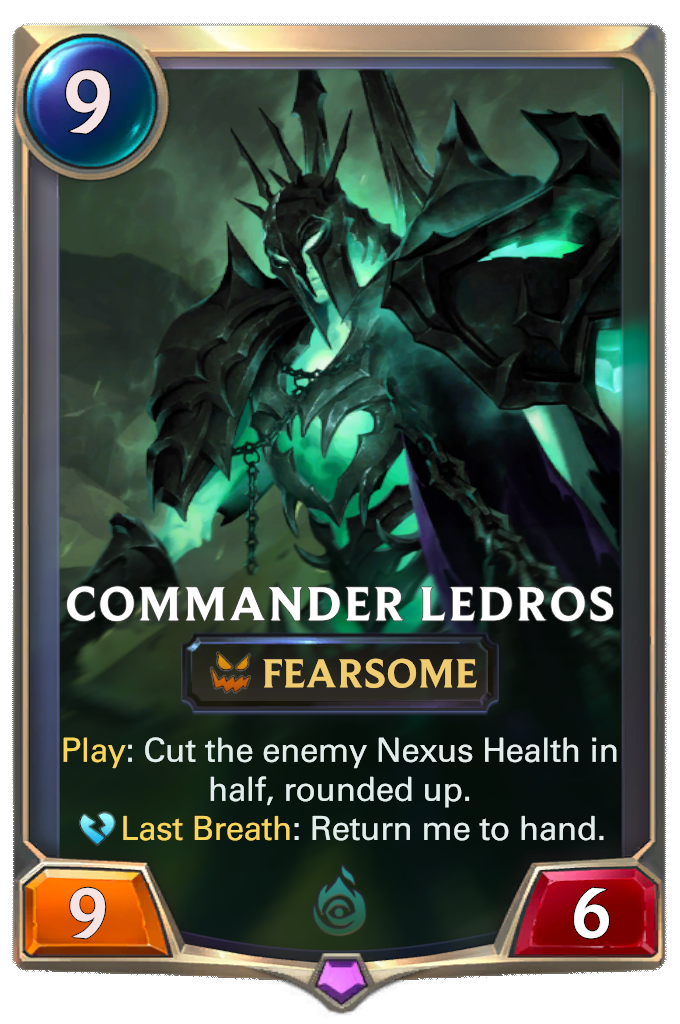 9
COMMANDER LEDROS
FEARSOME
Play: Cut the enemy Nexus Health in
half, rounded up.
Last Breath: Return me to hand.
9
6